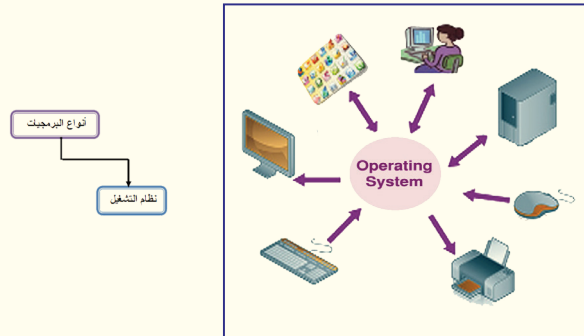 أنواع البرمجيات
نظام التشغيل
Operating
System